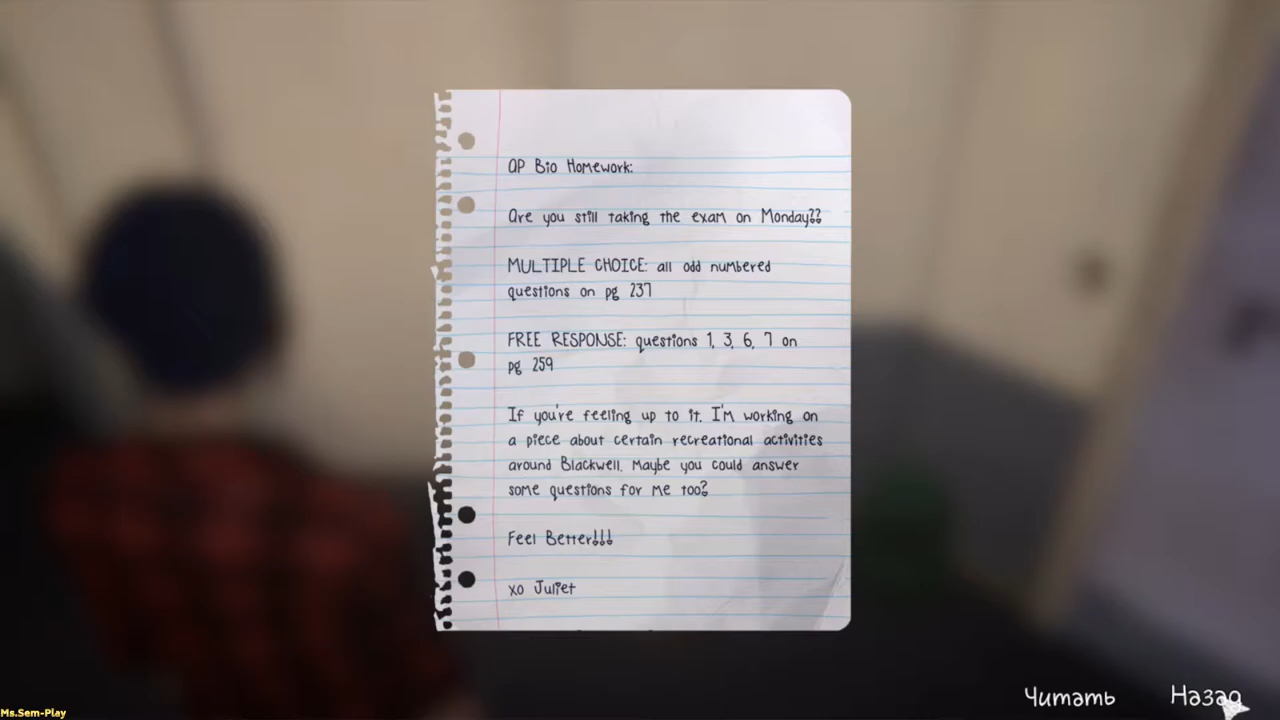 AP Bio Homework:
Are you still taking the exam on Monday??
MULTIPLE CHOICE: all odd numbered
questions on pg 237
FREE RESPONSE: questions 1, 3, 6, 7 on
pg 259
If you're feeling up to it. I'm working on
a piece about certain recreational activities
around Blackwell. Maybe you could answer
some questions for me too?
Feel Better!!!
xo Juliet
Читать Назад
Ms.Sem-Play